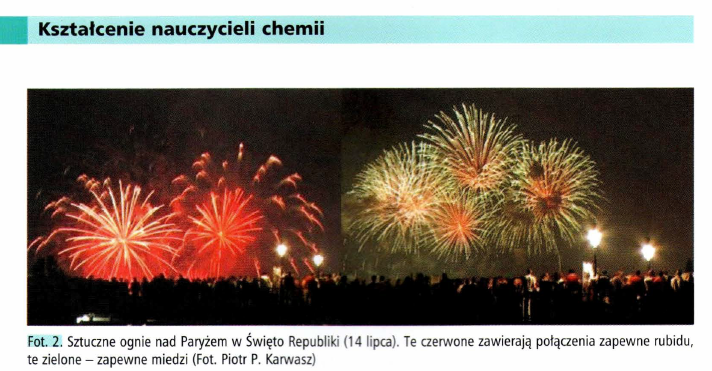 Kształcenie nauczycieli chemii
Fot. 2. Sztuczne ognie nad Paryżem w Święto Republiki (14 lipca). Te czerwone zawierają połączenia zapewne rubidu,
te zielone – zapewne miedzi (Fot. Piotr P. Karwasz)